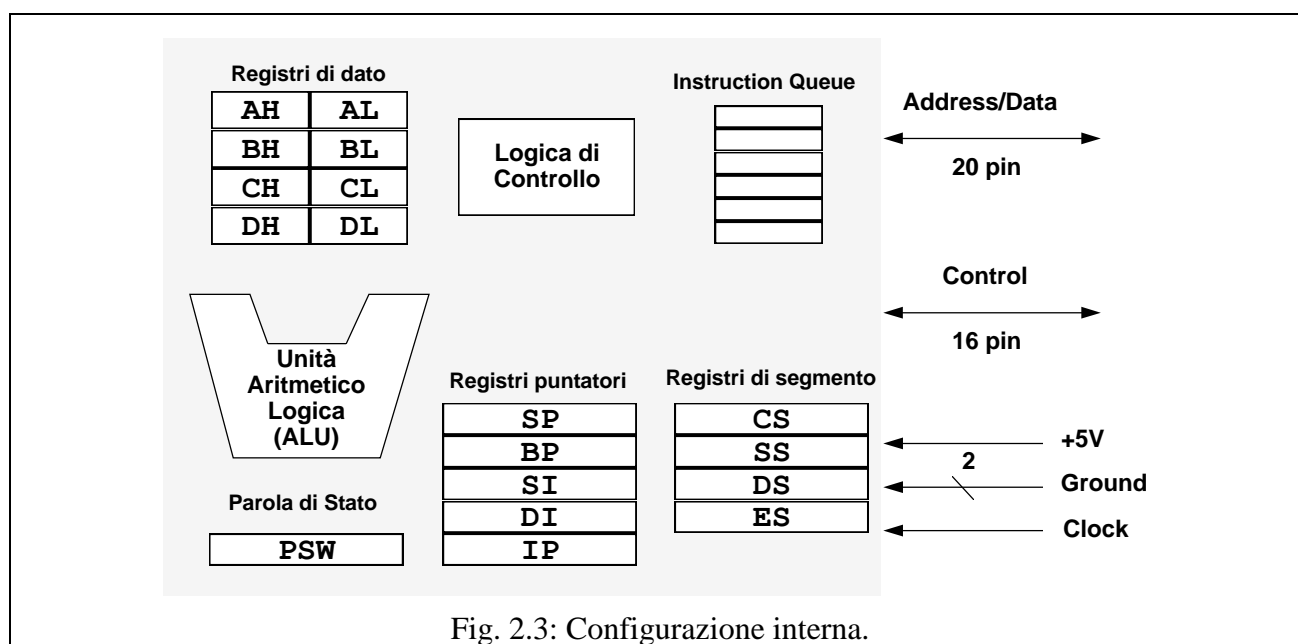 Registri di dato
AH AL
BH BL
CH CL
DH DL
Logica di
Controllo
Instruction Queue
Address/Data
20 pin
Control
16 pin
Unità
Aritmetico
Logica
(ALU)
Parola di Stato
PSW
Registri puntatori
SP
BP
SI
DI
IP
Registri di segmento
CS
SS
DS
ES
+5V
2
Ground
Clock
Fig. 2.3: Configurazione interna.